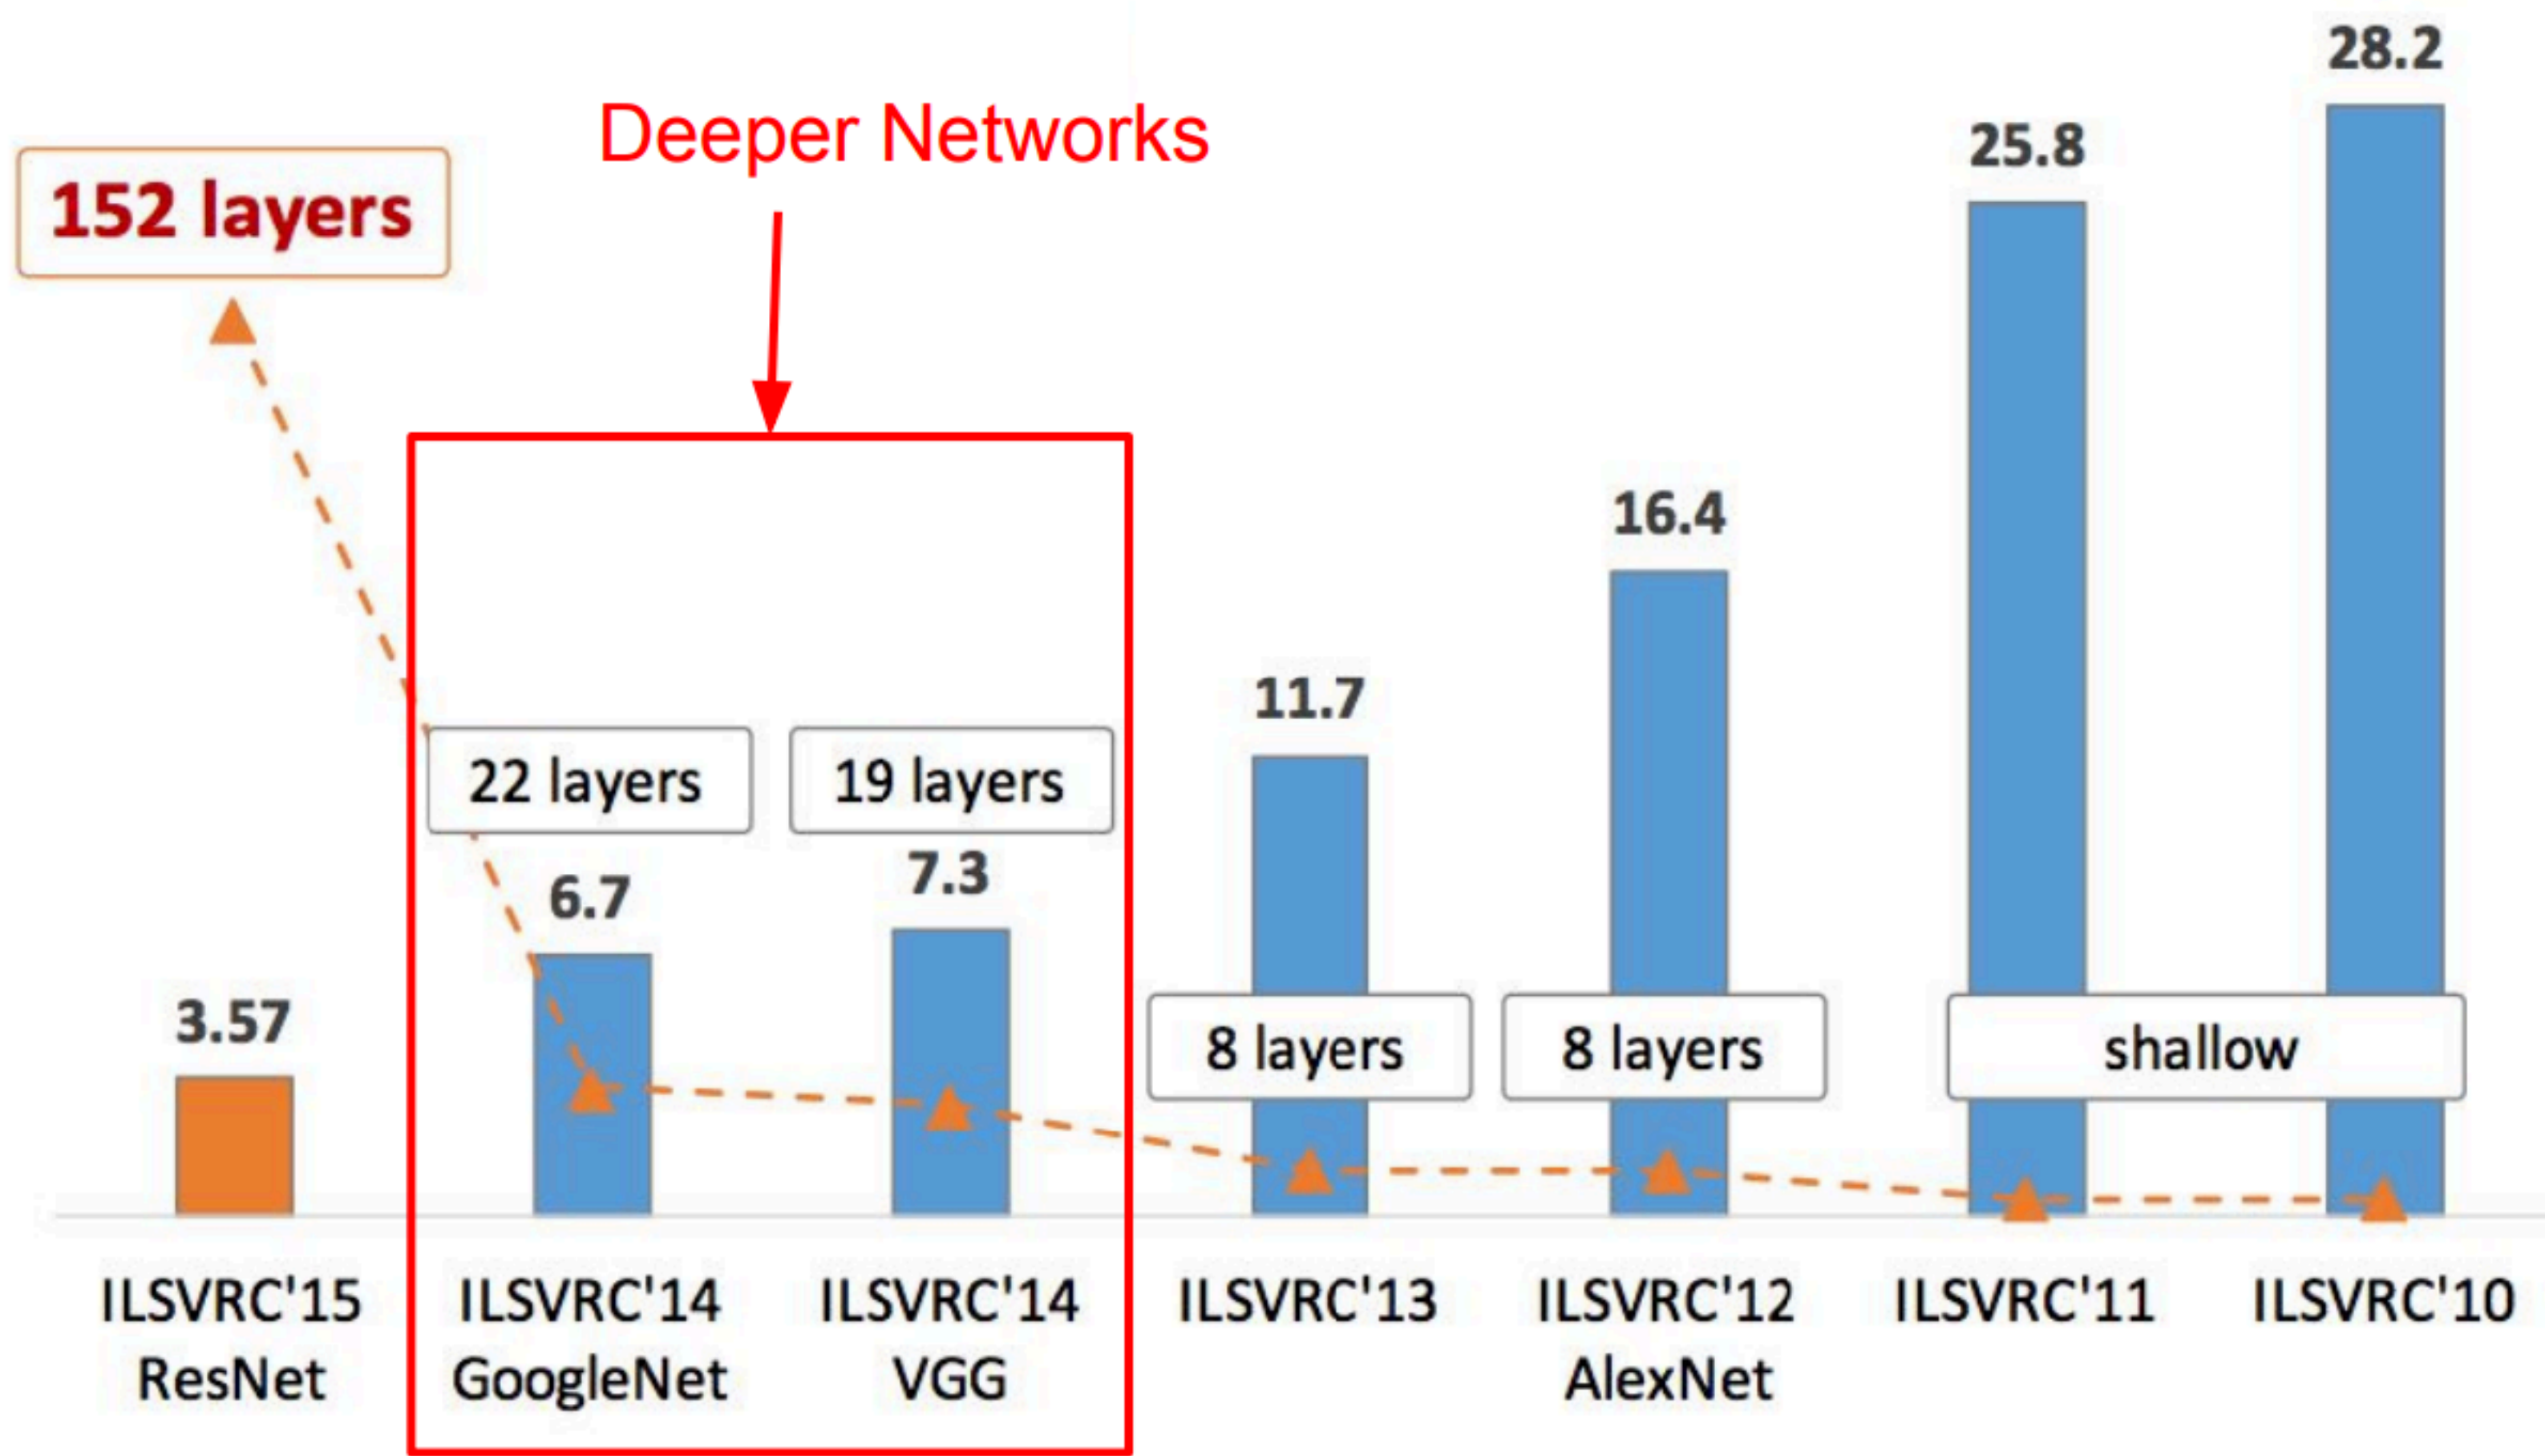 28.2
Deeper Networks
25.8
152 layers
16.4
11.7
22 layers
19 layers
7.3
6.7
3.57
8 layers
8 layers
shallow
ILSVRC'15
ResNet
ILSVRC'14
GoogleNet
ILSVRC'14
VGG
ILSVRC'13
ILSVRC'12
AlexNet
ILSVRC'11
ILSVRC'10